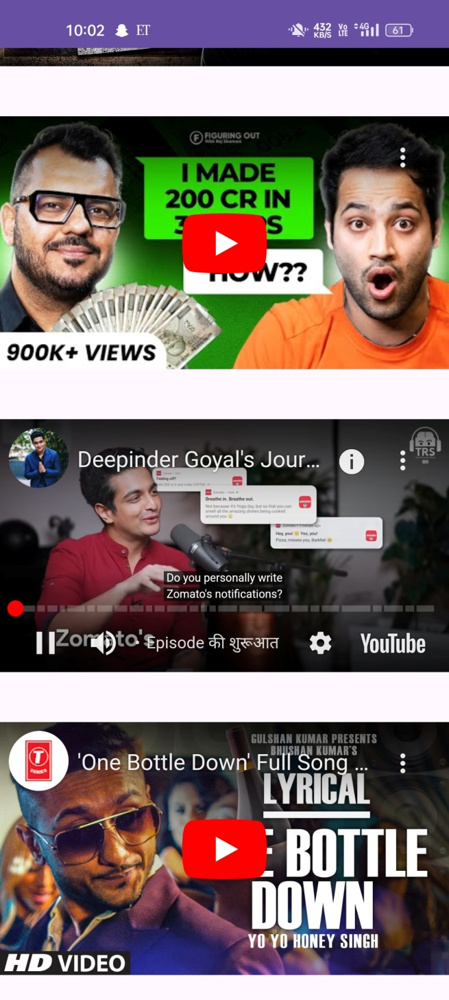 10:02 ET 432 KB/S Vo LTE 4G 61
FIGURING OUT
With Raj Shamani
I MADE
200 CR IN
HOW??
900K+ VIEWS
Deepinder Goyal's Jour...
TRS
हिंदी
Feeling off?
Breathe in. Breathe out.
Not because it's Yoga day, but so that you can
smell all the amazing dishes being cooked
around you
zomato
Hey, you! Yes, you!
Pizza, misses you, Barkha!
Do you personally write
Zomato's notifications?
Zomato's
• Episode की शुरूआत
YouTube
GULSHAN KUMAR PRESENTS
BHUSHAN KUMAR'S
T
SERIES
'One Bottle Down' Full Song ...
LYRICAL
E BOTTLE
DOWN
YO YO HONEY SINGH
HD VIDEO